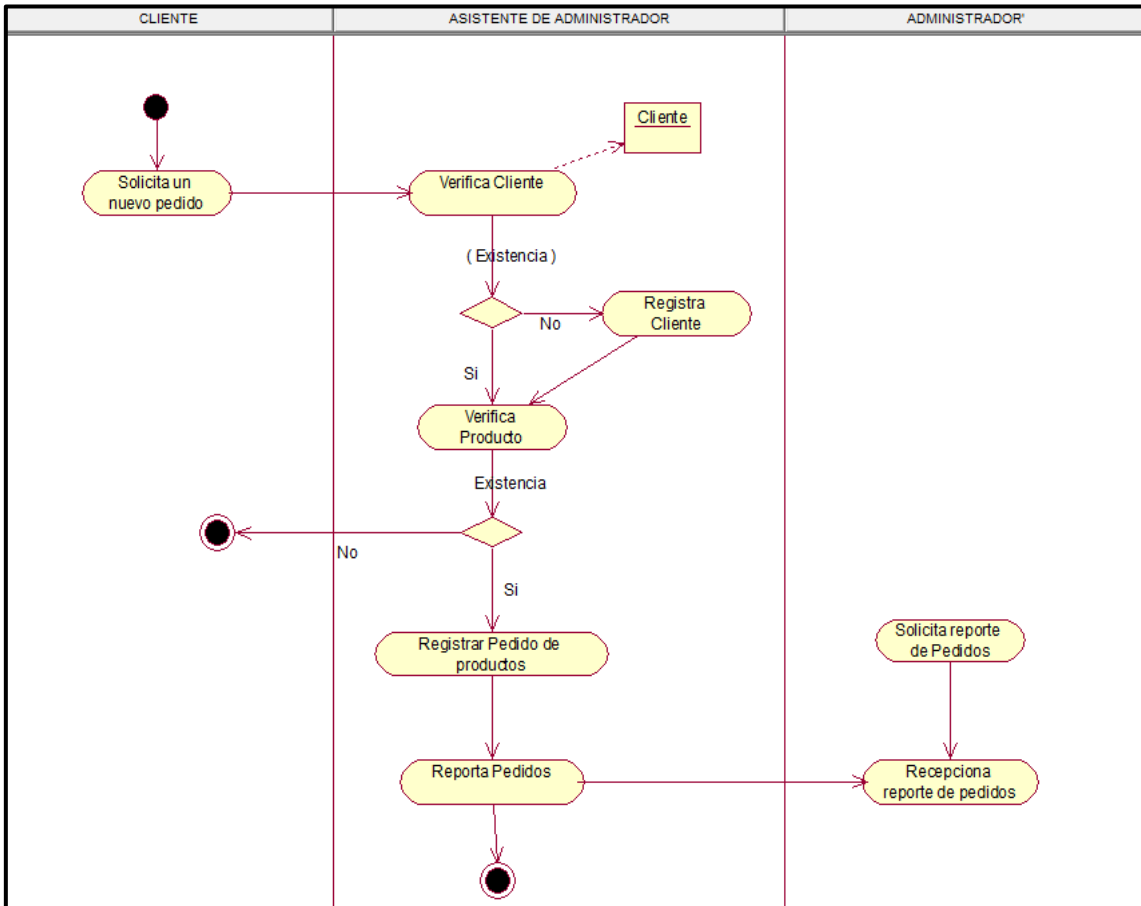 CLIENTE
ASISTENTE DE ADMINISTRADOR
ADMINISTRADOR'
Cliente
Solicita un
nuevo pedido
Verifica Cliente
( Existencia )
Registra
Cliente
No
Si
Verifica
Producto
Existencia
No
Si
Registrar Pedido de
productos
Solicita reporte
de Pedidos
Reporta Pedidos
Recepciona
reporte de pedidos